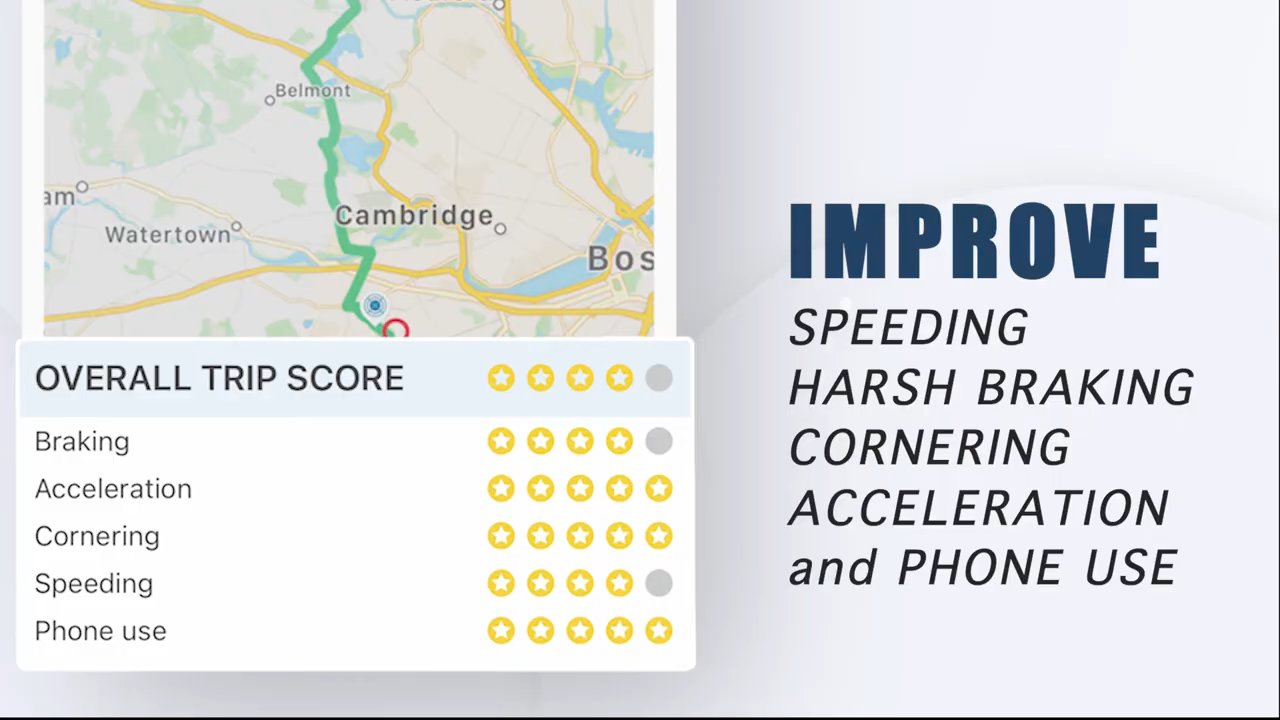 Belmont
am
Cambridge
Watertown
Bos
OVERALL TRIP SCORE
Braking
Acceleration
Cornering
Speeding
Phone use
IMPROVE
SPEEDING
HARSH BRAKING
CORNERING
ACCELERATION
and PHONE USE